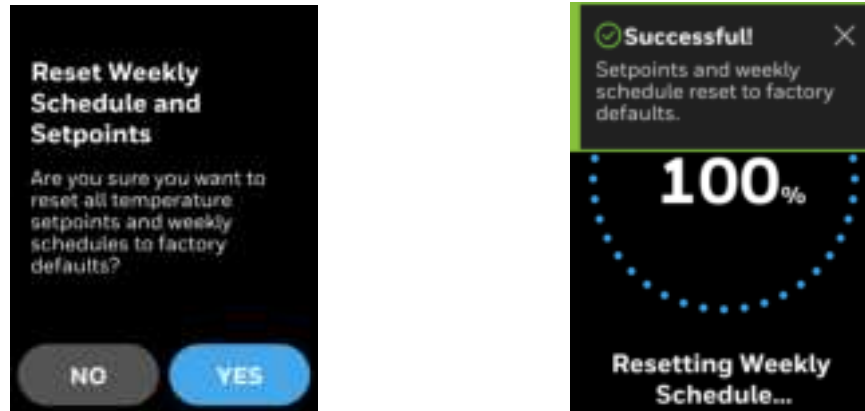 Reset Weekly
Schedule and
Setpoints
Are you sure you want to
reset all temperature
setpoints and weekly
schedules to factory
defaults?
NO
YES
Successful!
Setpoints and weekly
schedule reset to factory
defaults.
100%
Resetting Weekly
Schedule...